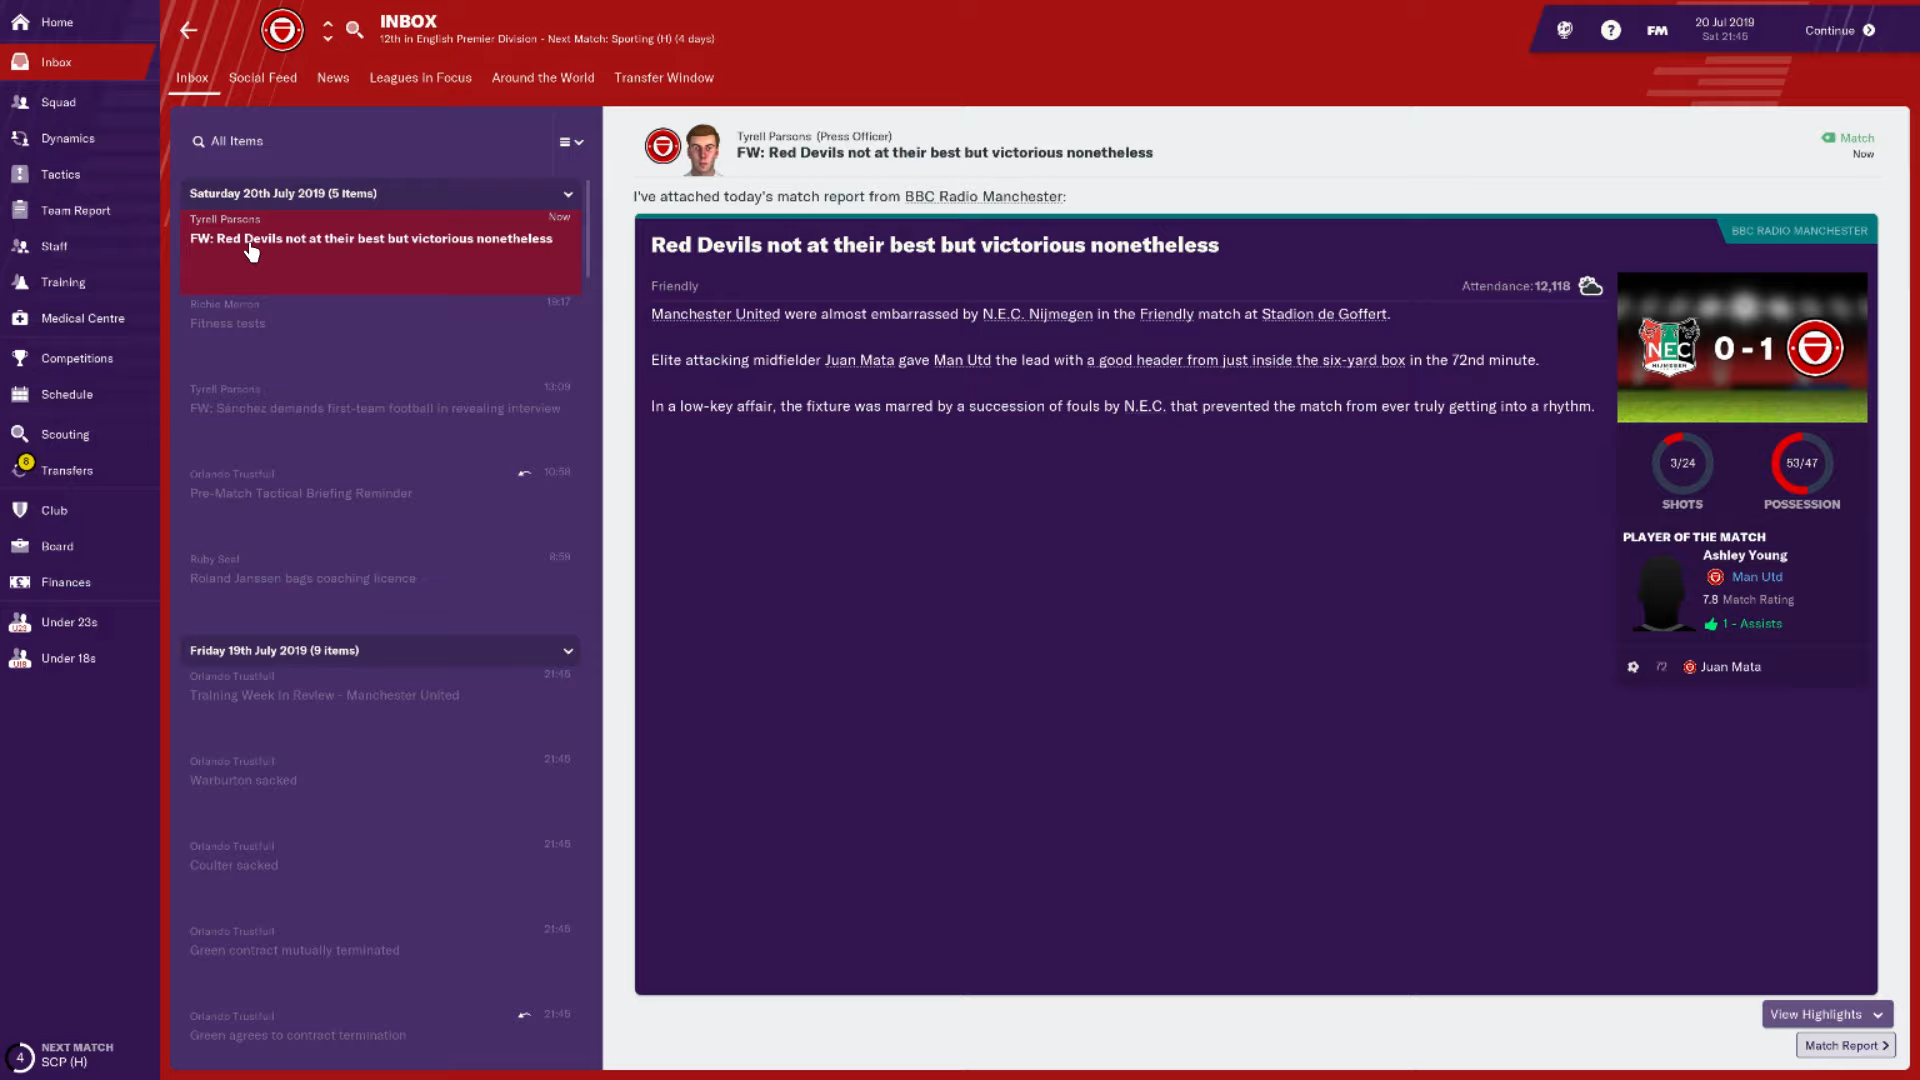 Home
Inbox
Squad
Dynamics
Tactics
Team Report
Staff
Training
Medical Centre
Competitions
Schedule
Scouting
6
Transfers
Club
Board
Finances
U23
Under 23s
U18
Under 18s
4
NEXT MATCH
SCP (H)
INBOX
12th in English Premier Division - Next Match: Sporting (H) (4 days)
? FM
20 Jul 2019
Sat 21:45
Continue
Inbox Social Feed News Leagues In Focus Around the World Transfer Window
All Items
Saturday 20th July 2019 (5 Items)
Tyrell Parsons Now
FW: Red Devils not at their best but victorious nonetheless
Richie Marron 19:17
Fitness tests
Tyrell Parsons 13:09
FW: Sánchez demands first-team football in revealing interview
Orlando Trustfull 10:58
Pre-Match Tactical Briefing Reminder
Ruby Seaf 8:59
Roland Janssen bags coaching licence
Friday 19th July 2019 (9 items)
Orlando Trustfull 21:45
Training Week In Review - Manchester United
Orlando Trustfull 21:45
Warburton sacked
Orlando Trustfull 21:45
Coulter sacked
Orlando Trustfull 21:45
Green contract mutually terminated
Orlando Trustfull 21:45
Green agrees to contract termination
Tyrell Parsons (Press Officer)
FW: Red Devils not at their best but victorious nonetheless
Match
Now
I've attached today's match report from BBC Radio Manchester:
BBC RADIO MANCHESTER
Red Devils not at their best but victorious nonetheless
Friendly
Attendance: 12,118
Manchester United were almost embarrassed by N.E.C. Nijmegen in the Friendly match at Stadion de Goffert.
Elite attacking midfielder Juan Mata gave Man Utd the lead with a good header from just inside the six-yard box in the 72nd minute.
In a low-key affair, the fixture was marred by a succession of fouls by N.E.C. that prevented the match from ever truly getting into a rhythm.
NEC
NIJMEGEN
0 - 1
3/24
SHOTS
53/47
POSSESSION
PLAYER OF THE MATCH
Ashley Young
Man Utd
7.8 Match Rating
1 - Assists
72 Juan Mata
View Highlights
Match Report